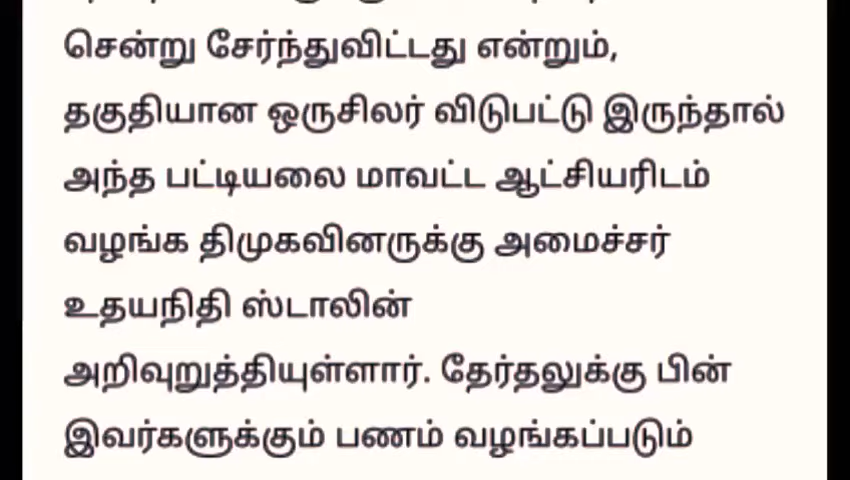 சென்று சேர்ந்துவிட்டது என்றும்,
தகுதியான ஒருசிலர் விடுபட்டு இருந்தால்
அந்த பட்டியலை மாவட்ட ஆட்சியரிடம்
வழங்க திமுகவினருக்கு அமைச்சர்
உதயநிதி ஸ்டாலின்
அறிவுறுத்தியுள்ளார். தேர்தலுக்கு பின்
இவர்களுக்கும் பணம் வழங்கப்படும்